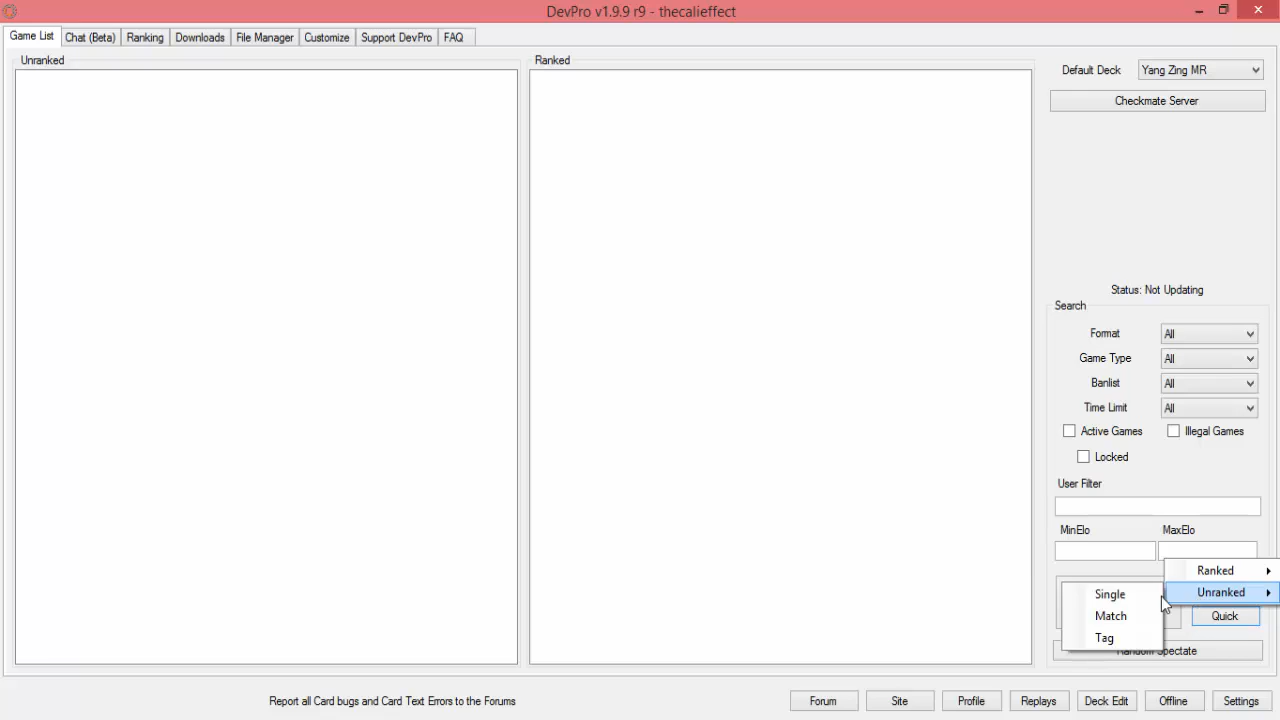 DevPro v1.9.9 r9 - thecalieffect
Game List Chat (Beta) Ranking Downloads File Manager Customize Support DevPro FAQ
Unranked
Ranked
Default Deck Yang Zing MR
Checkmate Server
Status: Not Updating
Search
Format All
Game Type All
Banlist All
Time Limit All
Active Games Illegal Games
Locked
User Filter
MinElo MaxElo
Ranked
Unranked
Single
Match
Tag
Quick
Random Spectate
Report all Card bugs and Card Text Errors to the Forums
Forum Site Profile Replays Deck Edit Offline Settings